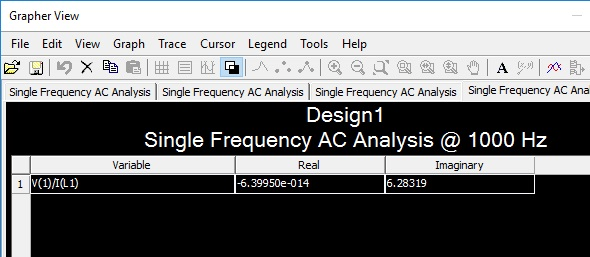 Grapher View
File Edit View Graph Trace Cursor Legend Tools Help
Single Frequency AC Analysis Single Frequency AC Analysis Single Frequency AC Analysis Single Frequency AC Anal
Design1
Single Frequency AC Analysis @ 1000 Hz
Variable Real Imaginary
1 V(1)/I(L1) -6.39950e-014 6.28319